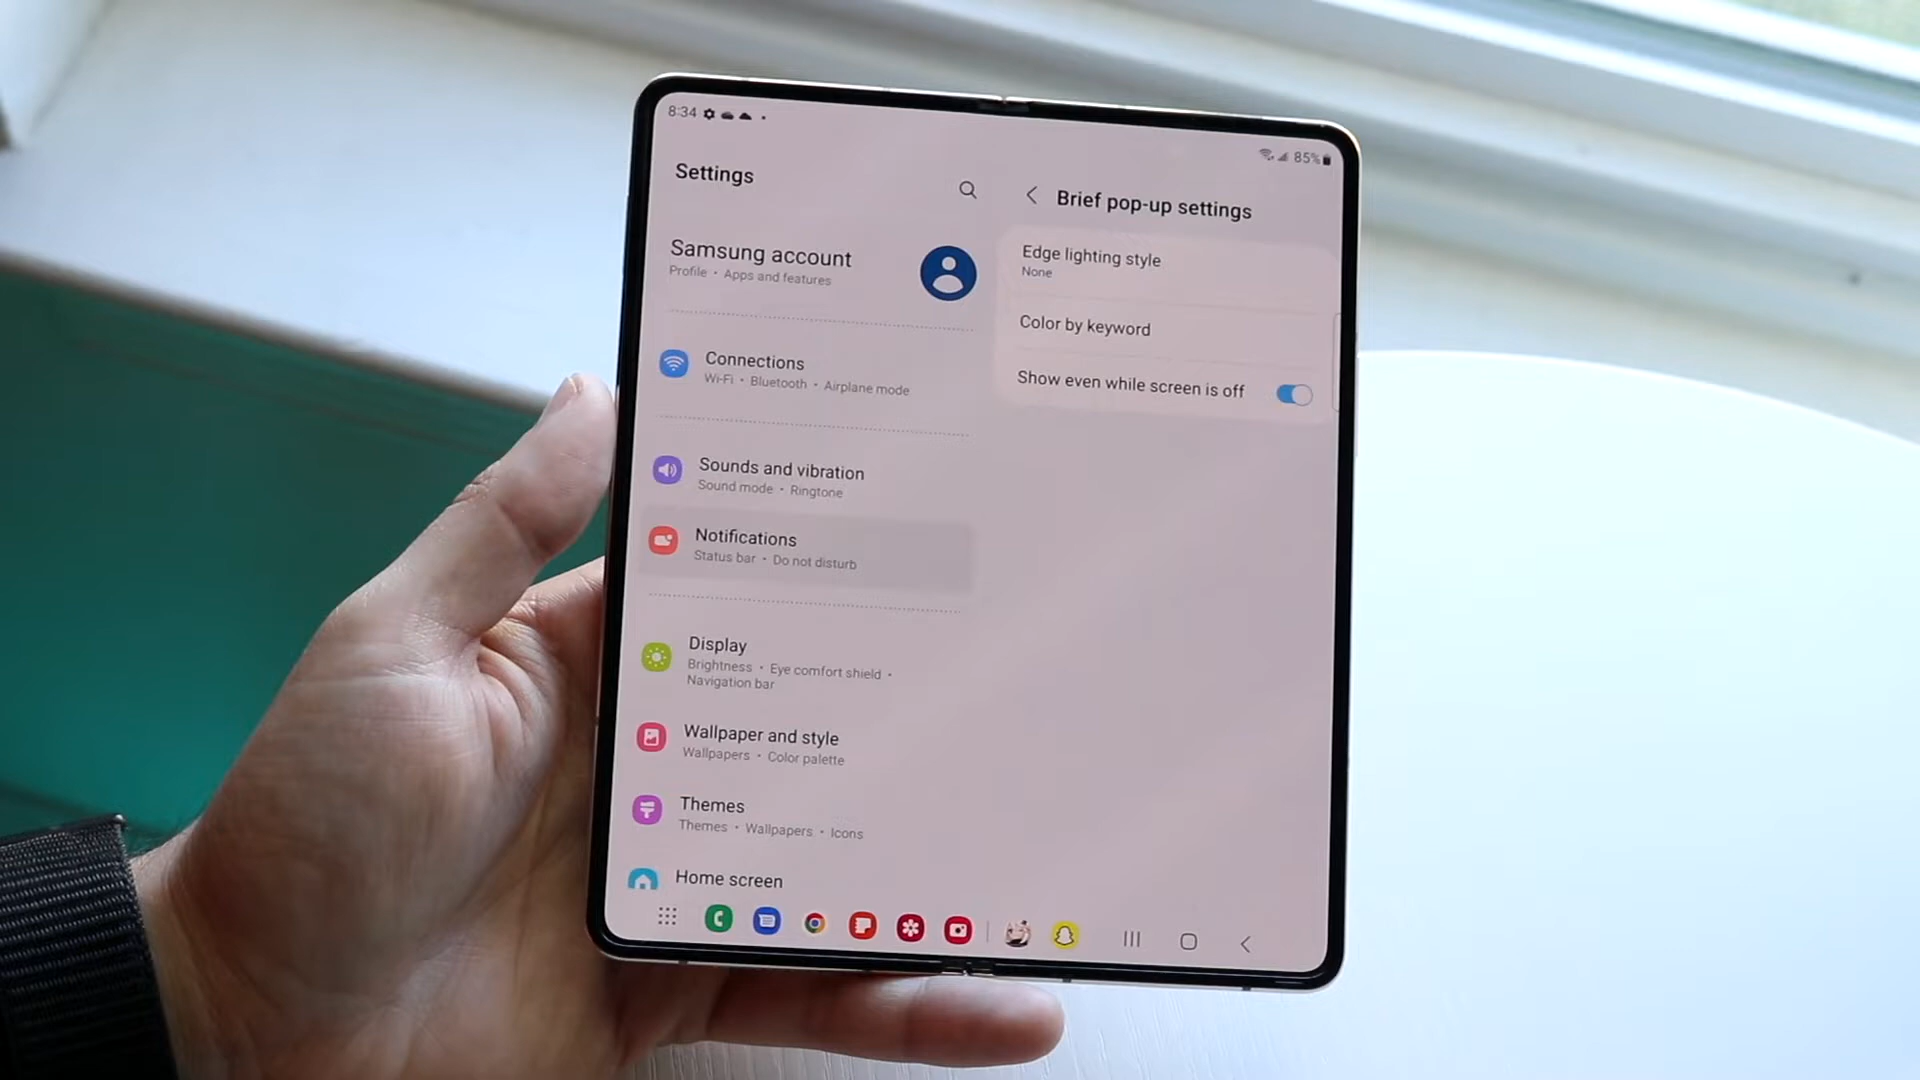 8:34
85%
Settings
Samsung account
Profile • Apps and features
Connections
Wi-Fi • Bluetooth • Airplane mode
Sounds and vibration
Sound mode • Ringtone
Notifications
Status bar • Do not disturb
Display
Brightness • Eye comfort shield •
Navigation bar
Wallpaper and style
Wallpapers • Color palette
Themes
Themes • Wallpapers • Icons
Home screen
Brief pop-up settings
Edge lighting style
None
Color by keyword
Show even while screen is off